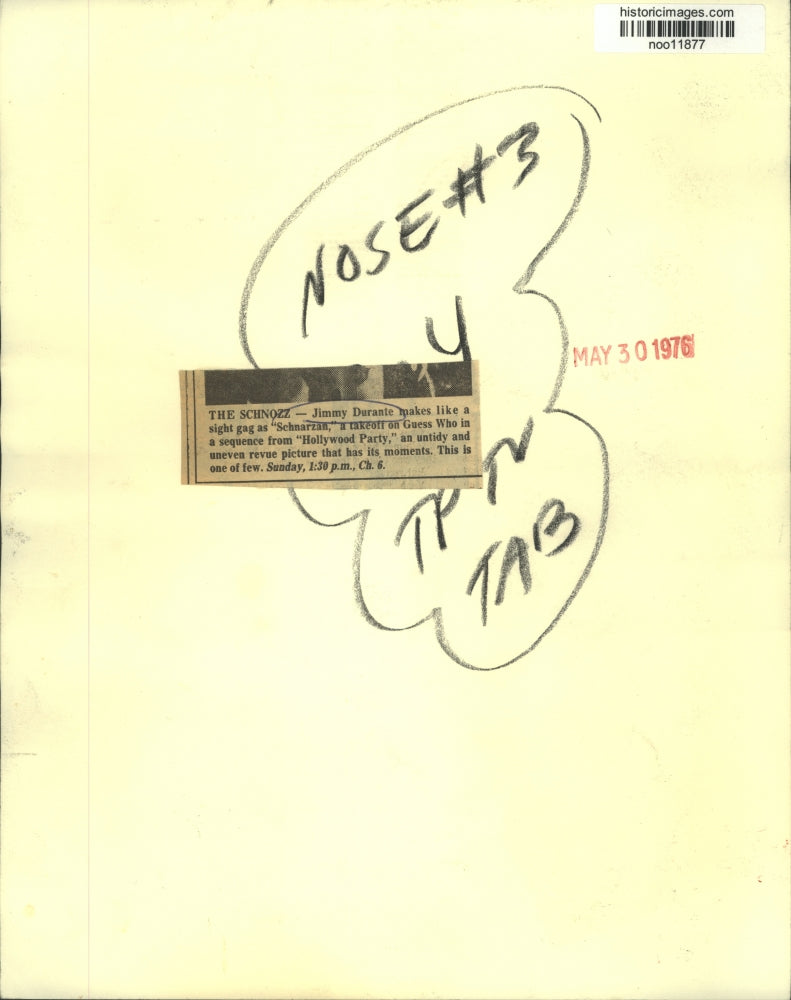 historicimages.com
noo11877
NOSE #3
4
MAY 30 1976
THE SCHNOZZ — Jimmy Durante makes like a
sight gag as “Schnarzan,” a takeoff on Guess Who in
a sequence from “Hollywood Party,” an untidy and
uneven revue picture that has its moments. This is
one of few. Sunday, 1:30 p.m., Ch. 6.
TV
TAB